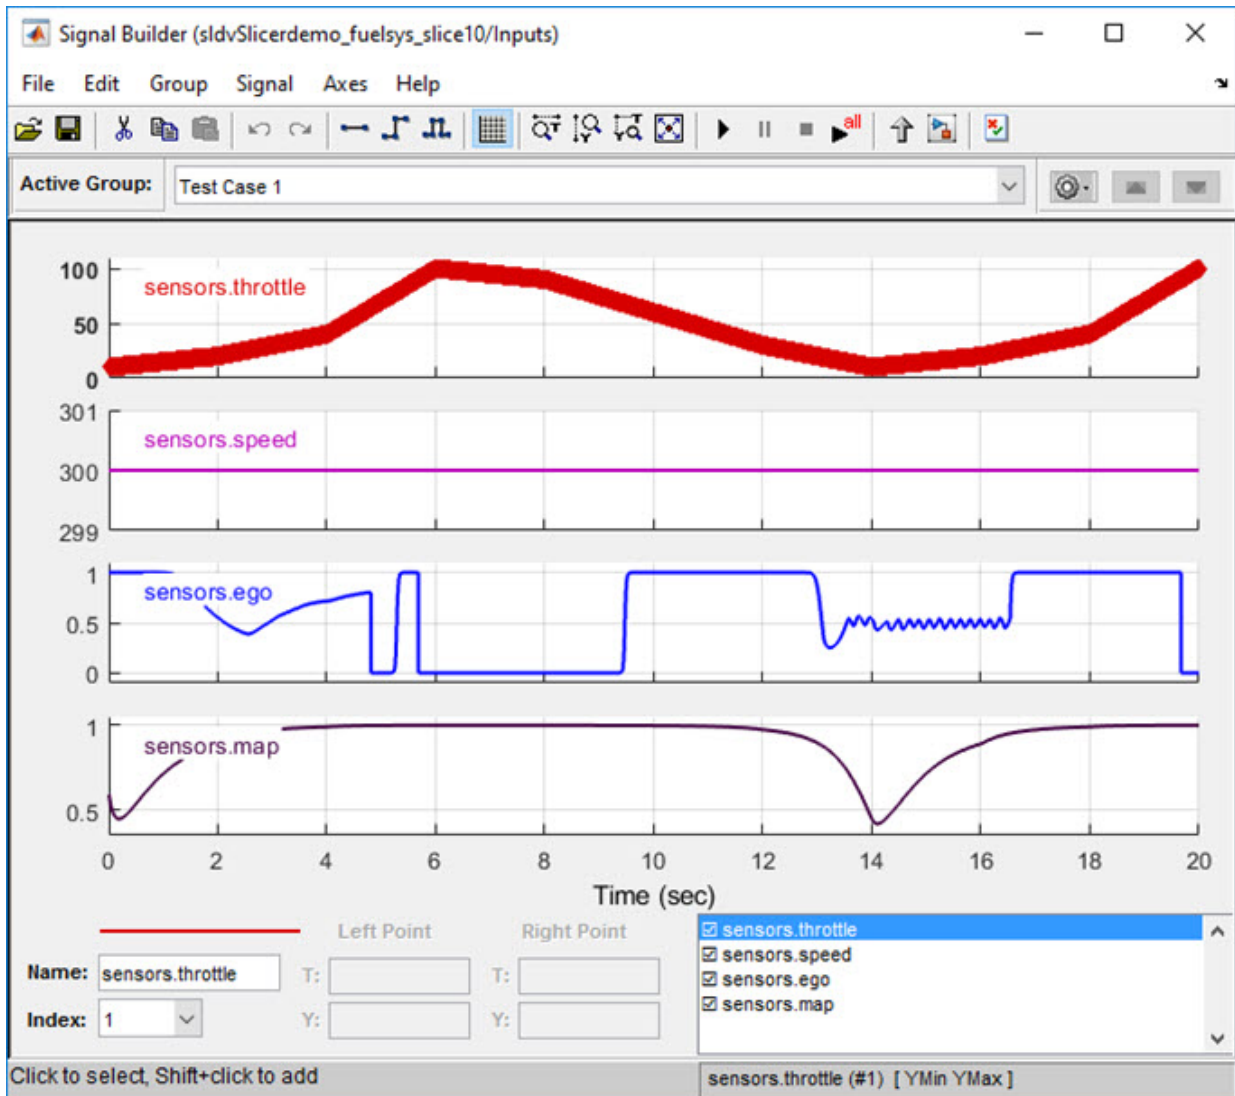 Signal Builder (sldvSlicerdemo_fuelsys_slice10/Inputs)
File Edit Group Signal Axes Help
all
Active Group: Test Case 1
100
50
0
sensors.throttle
301
300
299
sensors.speed
1
0.5
0
sensors.ego
1
0.5
sensors.map
0 2 4 6 8 10 12 14 16 18 20
Time (sec)
Left Point Right Point
Name: sensors.throttle T: T:
Index: 1 Y: Y:
sensors.throttle
sensors.speed
sensors.ego
sensors.map
Click to select, Shift+click to add
sensors.throttle (#1) [ YMin YMax ]